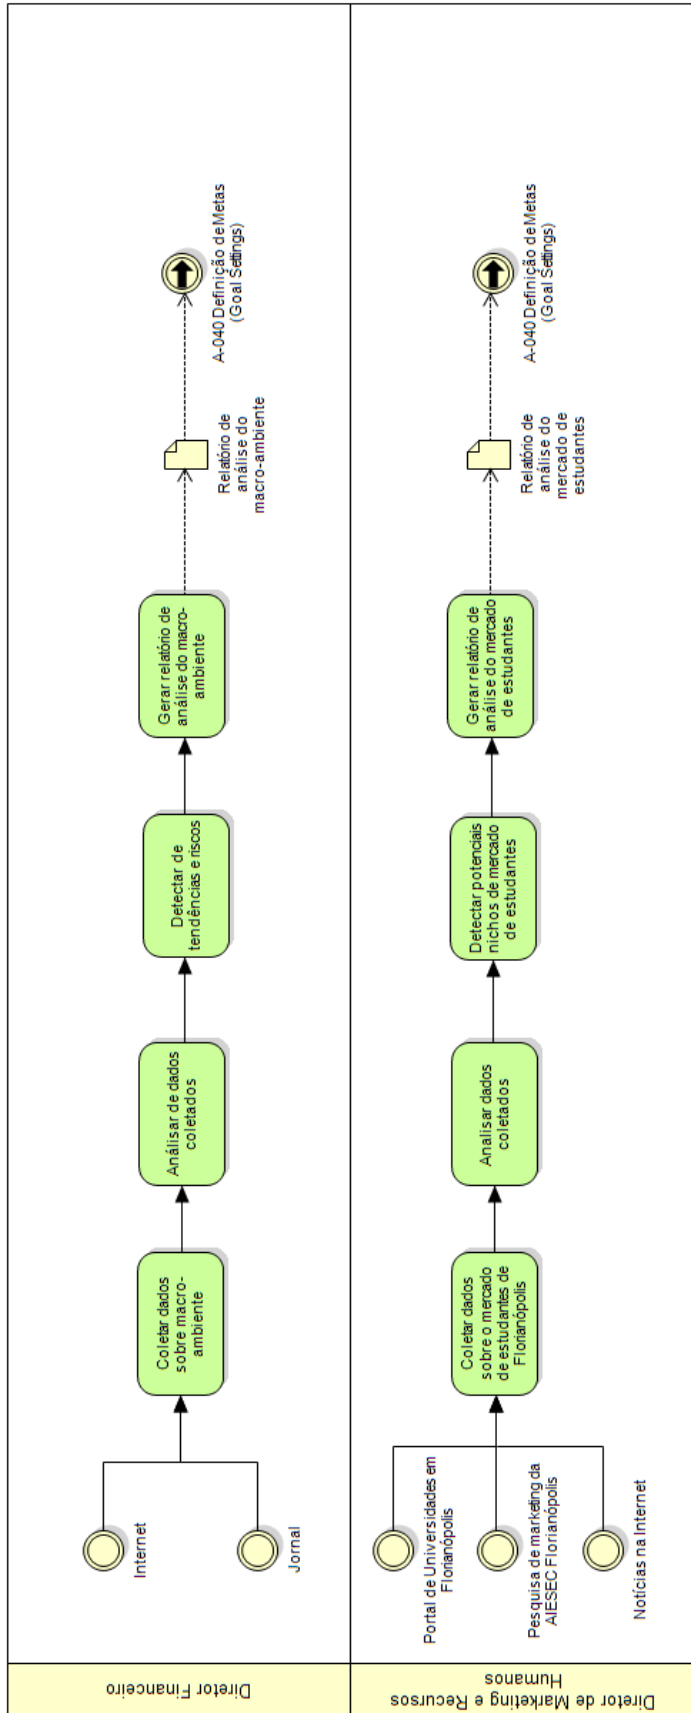 Diretor Financeiro
Internet
Jornal
Coletar dados
sobre macro-
ambiente
Análisar de dados
coletados
Detectar de
tendências e riscos
Gerar relatório de
análise do macro-
ambiente
Relatório de
análise do
macro-ambiente
A-040 Definição de Metas
(Goal Settings)
Diretor de Marketing e Recursos
Humanos
Portal de Universidades em
Florianópolis
Pesquisa de marketing da
AIESEC Florianópolis
Notícias na Internet
Coletar dados
sobre o mercado
de estudantes de
Florianópolis
Analisar dados
coletados
Detectar potenciais
nichos de mercado
de estudantes
Gerar relatório de
análise do mercado
de estudantes
Relatório de
análise do
mercado de
estudantes
A-040 Definição de Metas
(Goal Settings)